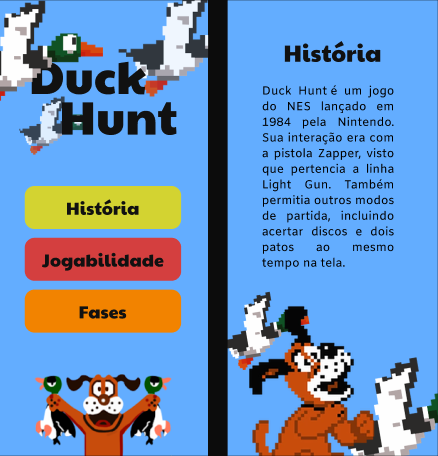 Duck
Hunt
História
Jogabilidade
Fases
História
Duck Hunt é um jogo
do NES lançado em
1984 pela Nintendo.
Sua interação era com
a pistola Zapper, visto
que pertencia a linha
Light Gun. Também
permitia outros modos
de partida, incluindo
acertar discos e dois
patos ao mesmo
tempo na tela.